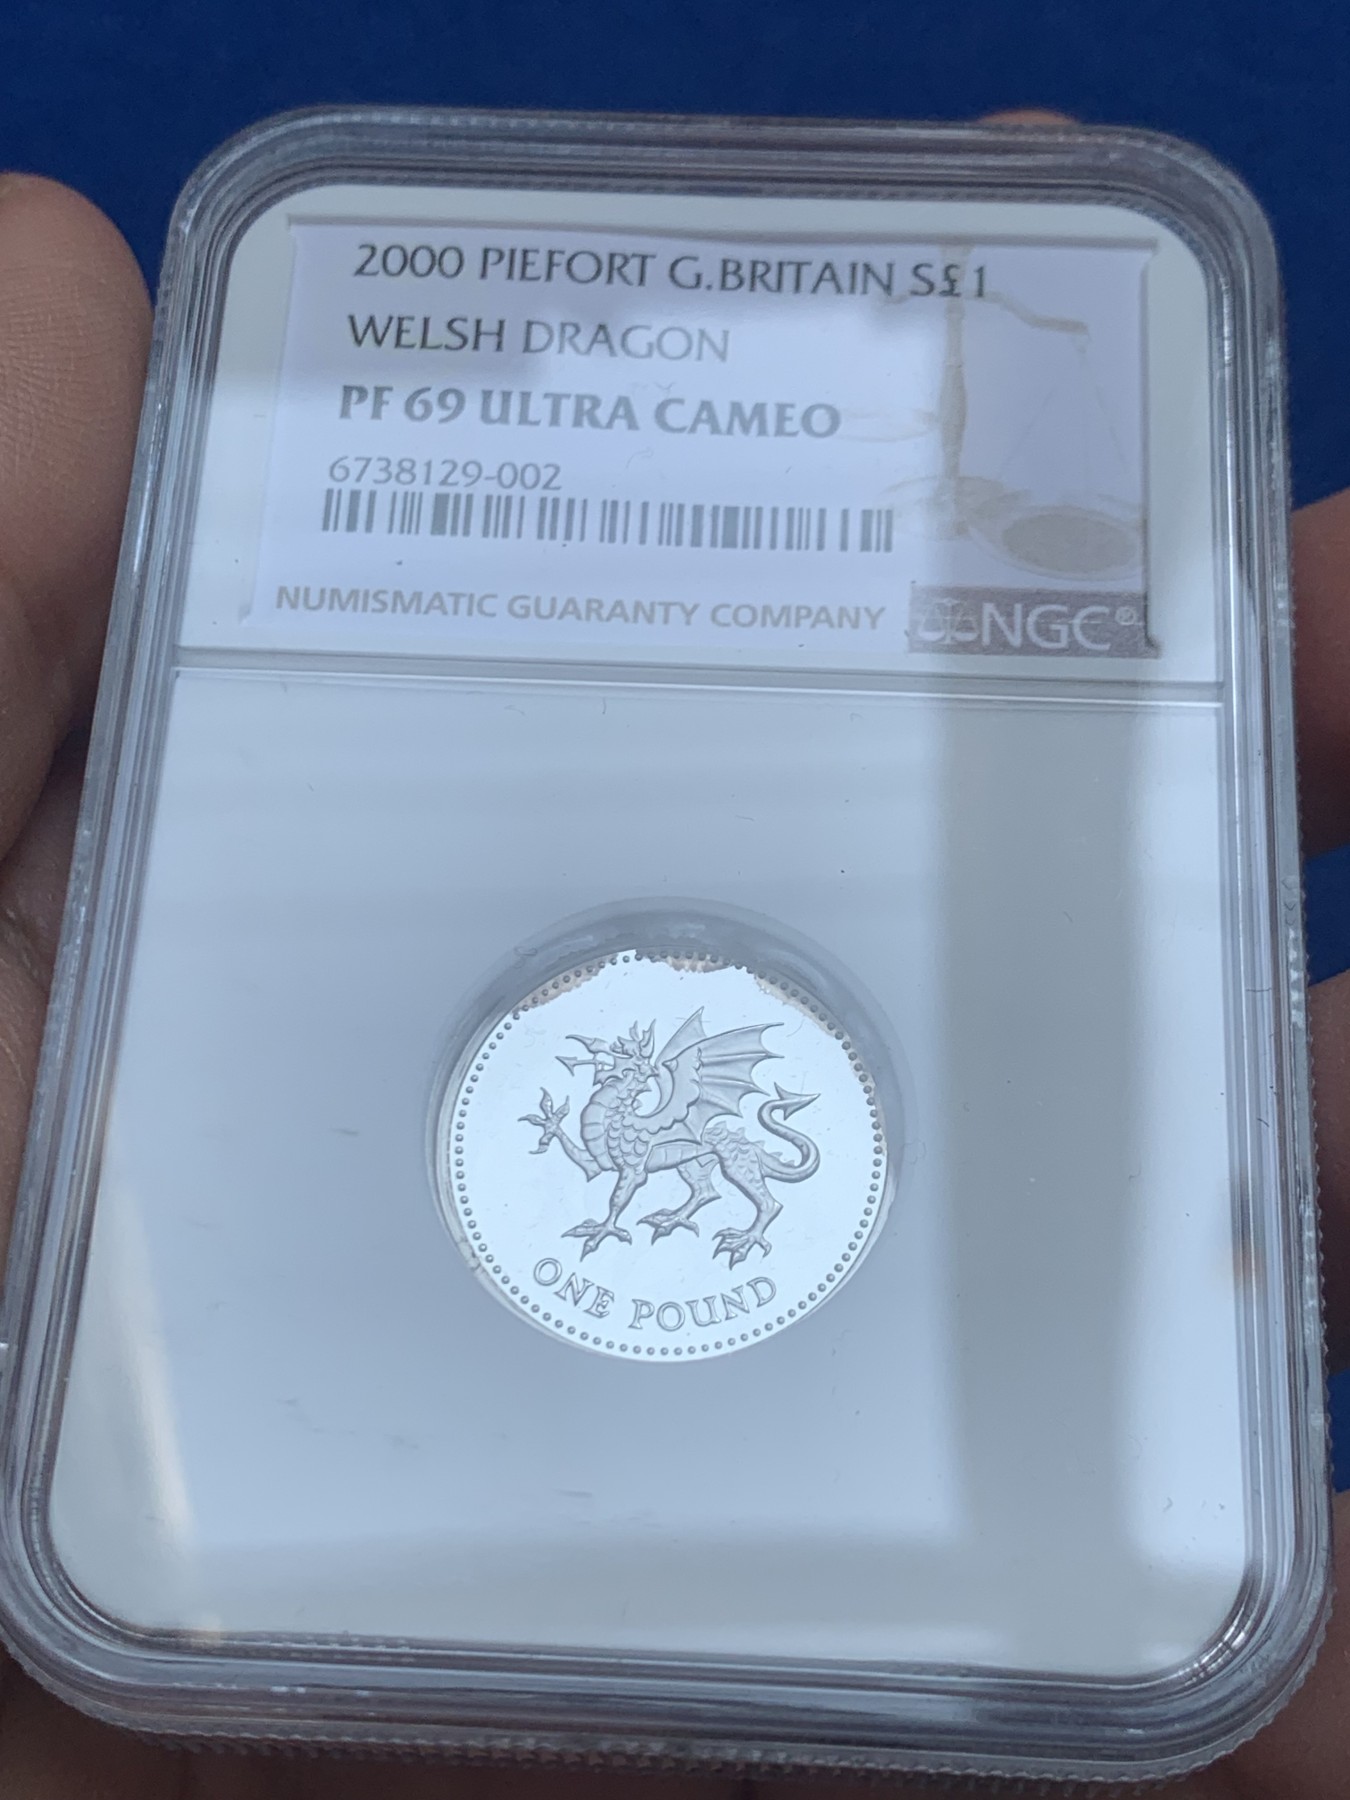 2000 PIEFORT G.BRITAIN S£1
WELSH DRAGON
PF 69 ULTRA CAMEO
6738129-002
NUMISMATIC GUARANTY COMPANY
NGC®
ONE POUND